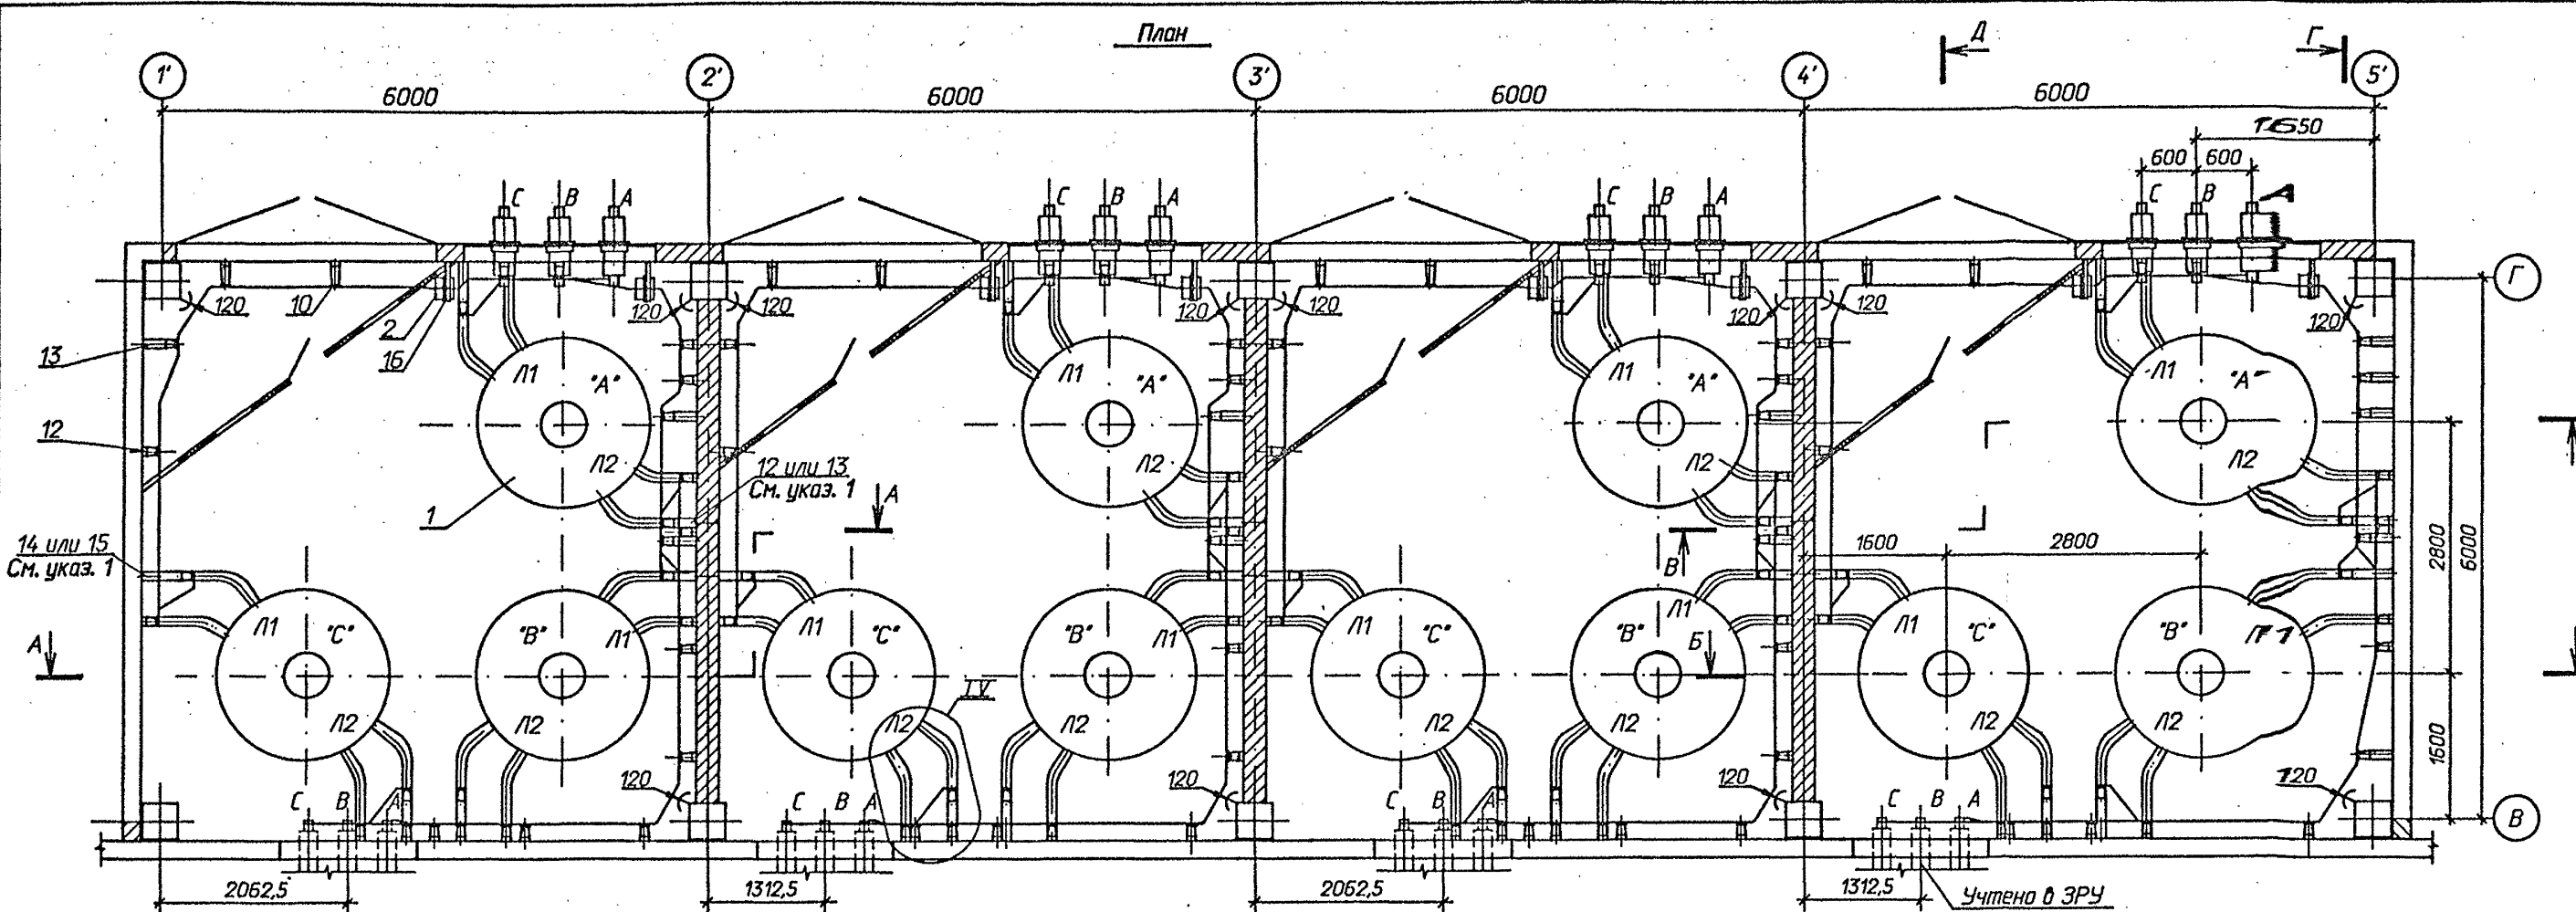 План
Д Г
1' 2' 3' 4' 5'
6000 6000 6000 6000
1650
600 600
С В А С В А С В А С В А
Г
120 10 120 120 120 120 120 120 120
2
16
13
12
Л1 "А" Л1 "А" Л1 "А" Л1 "А"
Л2 Л2 Л2 Л2
12 или 13
См. указ. 1
1
А
14 или 15
См. указ. 1
В
1600 2800
2800
6000
А
Л1 "С" "В" Л1 Л1 "С" "В" Л1 Л1 "С" "В" Л1 Л1 "С" "В" Л1
Б
IV
Л2 Л2 Л2 Л2 Л2 Л2 Л2 Л2
1600
120 120 120 120
С В А С В А С В А С В А
В
2062,5 1312,5 2062,5 1312,5
Учтено в ЗРУ